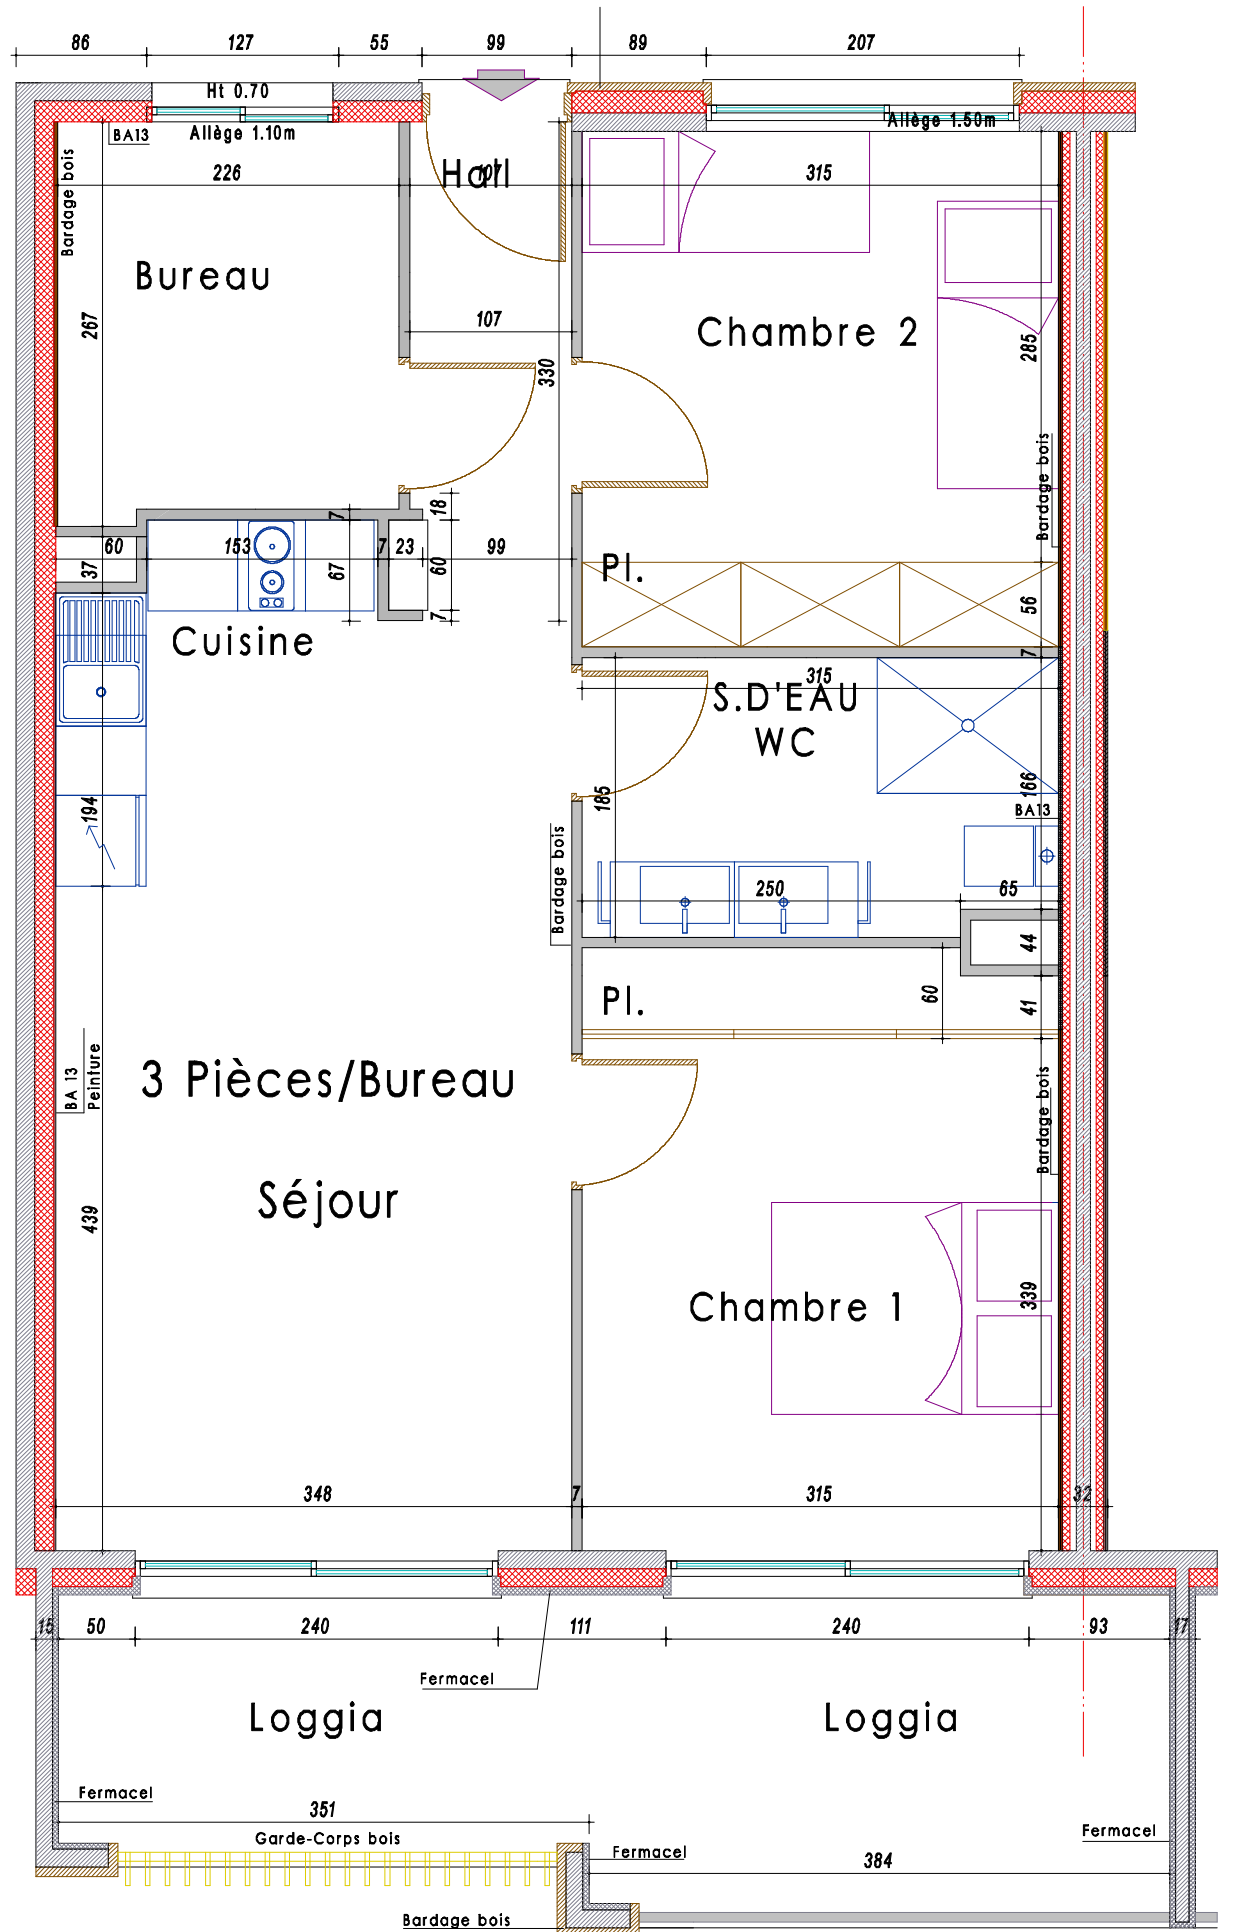 86 127 55 99 89 207
Ht 0.70
Allège 1.10m
BA13
Allège 1.50m
Bardage bois
226
Hall
107
315
Bureau
267
107
330
Chambre 2
285
Bardage bois
7
18
60
153
7
23
99
37
67
60
7
Pl.
56
7
Cuisine
315
S.D'EAU
WC
194
185
166
BA13
Bardage bois
250
65
44
60
41
Pl.
BA 13
Peinture
3 Pièces/Bureau
Bardage bois
Séjour
439
Chambre 1
339
348
7
315
32
15 50 240 111 240 93 17
Fermacel
Loggia
Loggia
Fermacel
351
Garde-Corps bois
Fermacel
Fermacel
384
Bardage bois